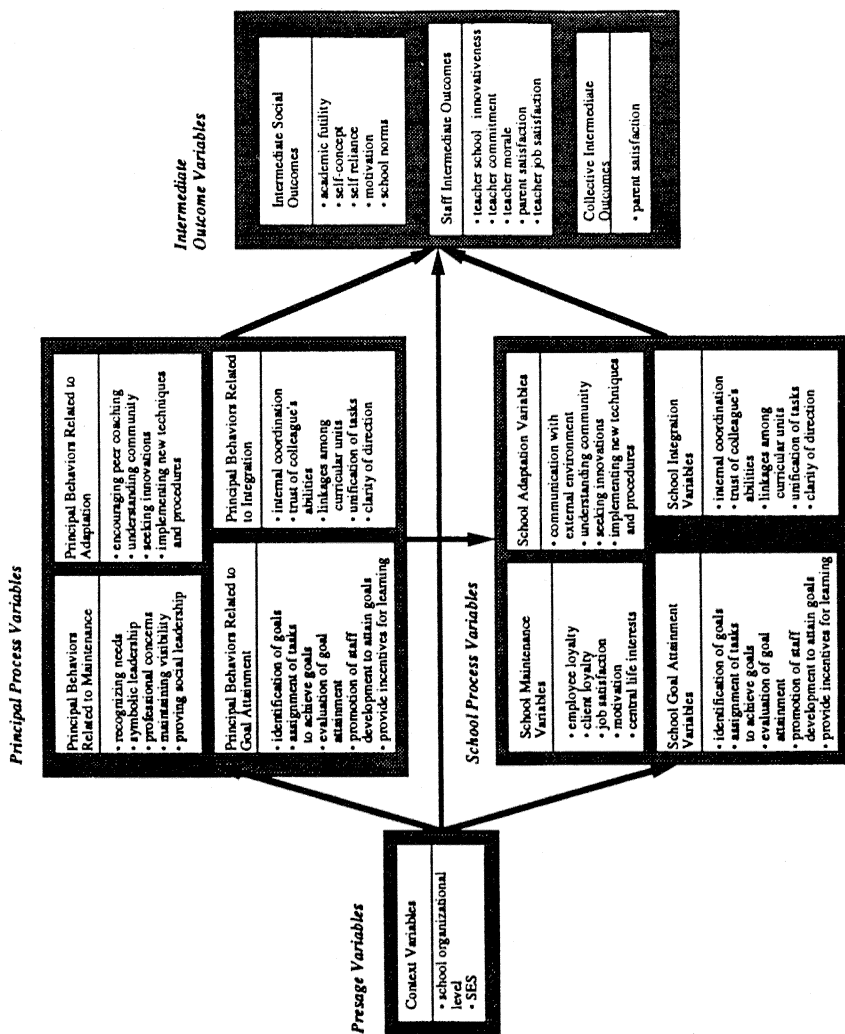 Presage Variables
Context Variables
• school organizational
level
• SES
Principal Process Variables
Principal Behaviors
Related to Maintenance
• recognizing needs
• symbolic leadership
• professional concerns
• maintaining visibility
• proving social leadership
Principal Behaviors Related to
Adaptation
• encouraging peer coaching
• understanding community
• seeking innovations
• implementing new techniques
and procedures
Principal Behaviors Related to
Goal Attainment
• identification of goals
• assignment of tasks
to achieve goals
• evaluation of goal
attainment
• promotion of staff
development to attain goals
• provide incentives for learning
Principal Behaviors Related
to Integration
• internal coordination
• trust of colleague's
abilities
• linkages among
curricular units
• unification of tasks
• clarity of direction
School Process Variables
School Maintenance
Variables
• employee loyalty
• client loyalty
• job satisfaction
• motivation
• central life interests
School Adaptation Variables
• communication with
external environment
• understanding community
• seeking innovations
• implementing new techniques
and procedures
School Goal Attainment
Variables
• identification of goals
• assignment of tasks
to achieve goals
• evaluation of goal
attainment
• promotion of staff
development to attain goals
• provide incentives for learning
School Integration
Variables
• internal coordination
• trust of colleague's
abilities
• linkages among
curricular units
• unification of tasks
• clarity of direction
Intermediate
Outcome Variables
Intermediate Social
Outcomes
• academic futility
• self-concept
• self reliance
• motivation
• school norms
Staff Intermediate Outcomes
• teacher school innovativeness
• teacher commitment
• teacher morale
• parent satisfaction
• teacher job satisfaction
Collective Intermediate
Outcomes
• parent satisfaction